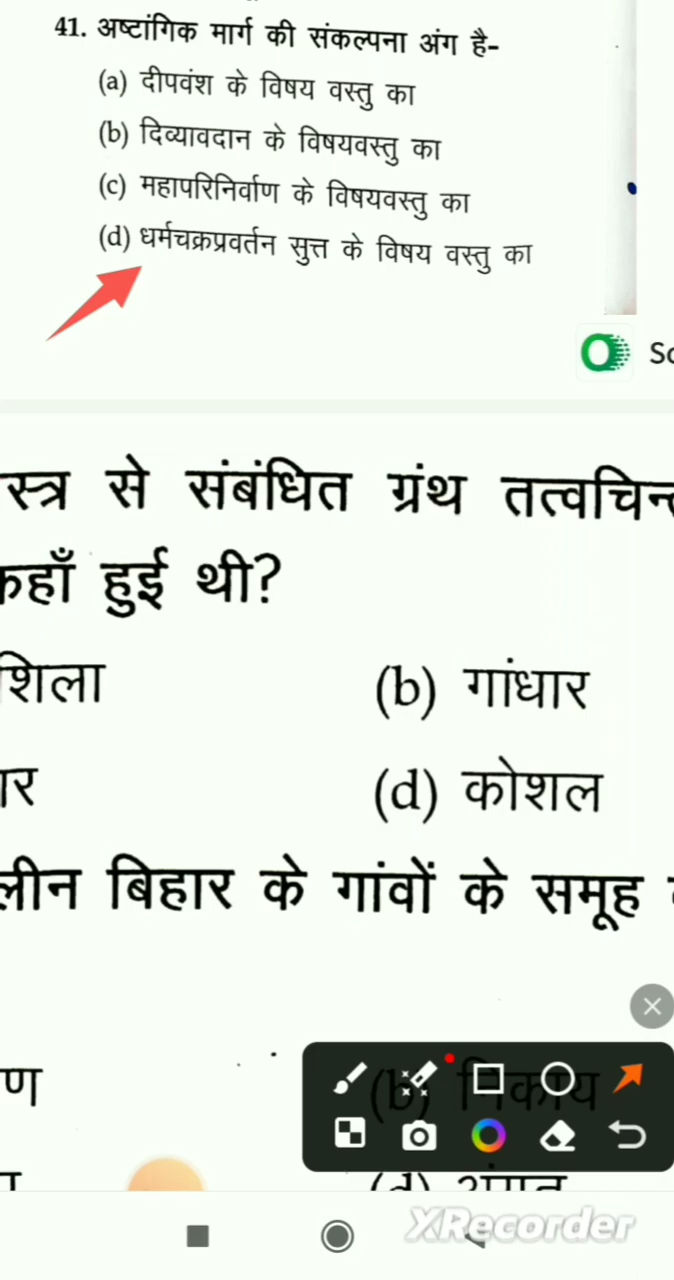 41. अष्टांगिक मार्ग की संकल्पना अंग है-
(a) दीपवंश के विषय वस्तु का
(b) दिव्यावदान के विषयवस्तु का
(c) महापरिनिर्वाण के विषयवस्तु का
(d) धर्मचक्रप्रवर्तन सुत्त के विषय वस्तु का
स्त्र से संबंधित ग्रंथ तत्वचिन्
कहाँ हुई थी?
शिला (b) गांधार
ार (d) कोशल
लीन बिहार के गांवों के समूह
ण (b) निकाय
(d)
XRecorder